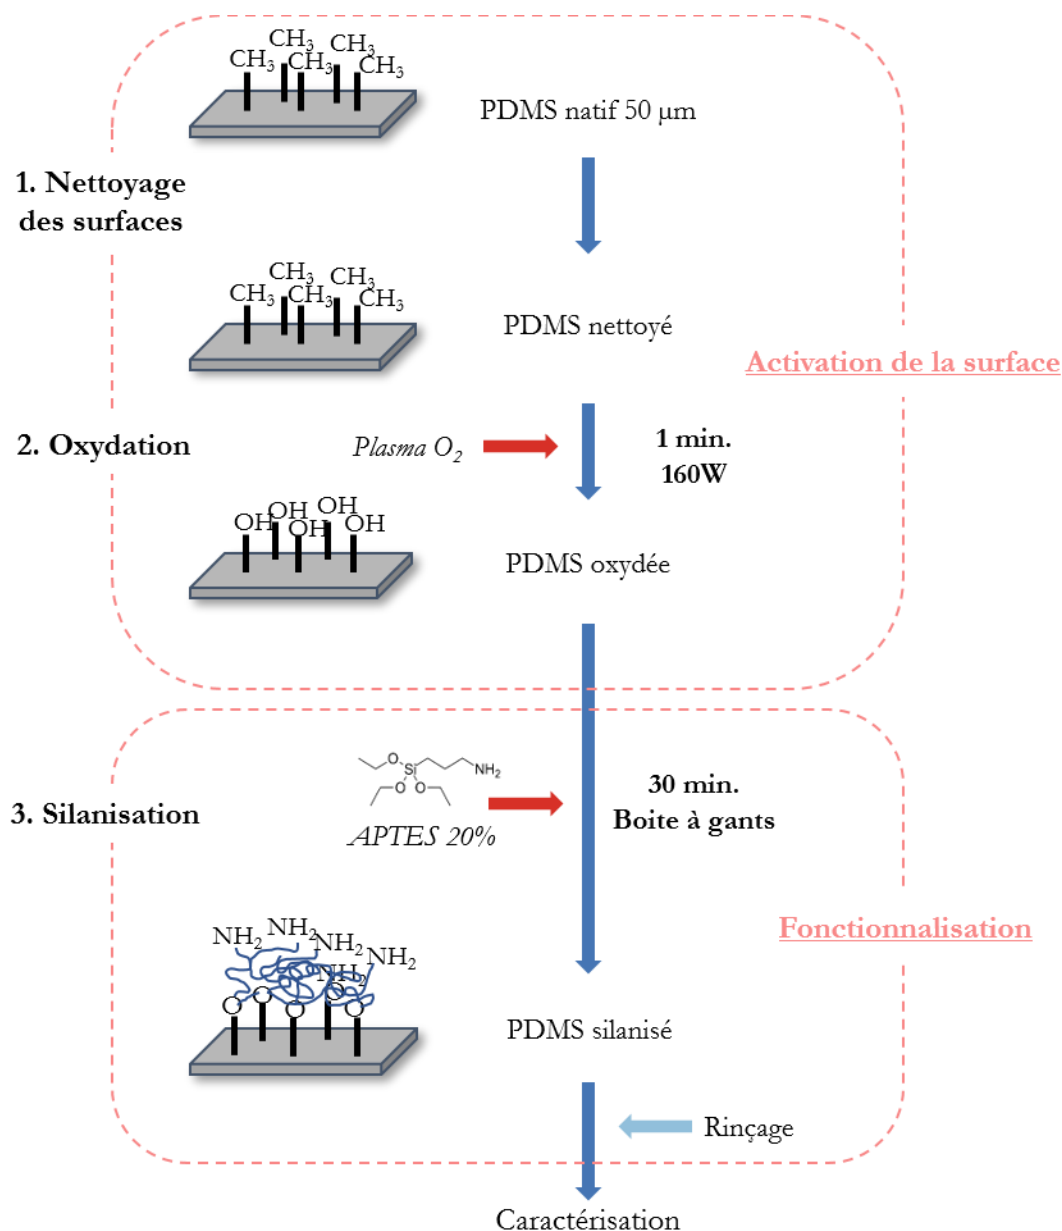 CH3
CH3
CH3
CH3
CH3
PDMS natif 50 µm
1. Nettoyage
des surfaces
CH3
CH3
CH3
CH3
CH3
PDMS nettoyé
Activation de la surface
2. Oxydation
Plasma O2
1 min.
160W
OH
OH
OH
OH
OH
PDMS oxydée
O
Si
NH2
O
O
O
3. Silanisation
APTES 20%
30 min.
Boite à gants
Fonctionnalisation
NH2
NH2
NH2
NH2
NH2
O
O
O
O
O
PDMS silanisé
Rinçage
Caractérisation